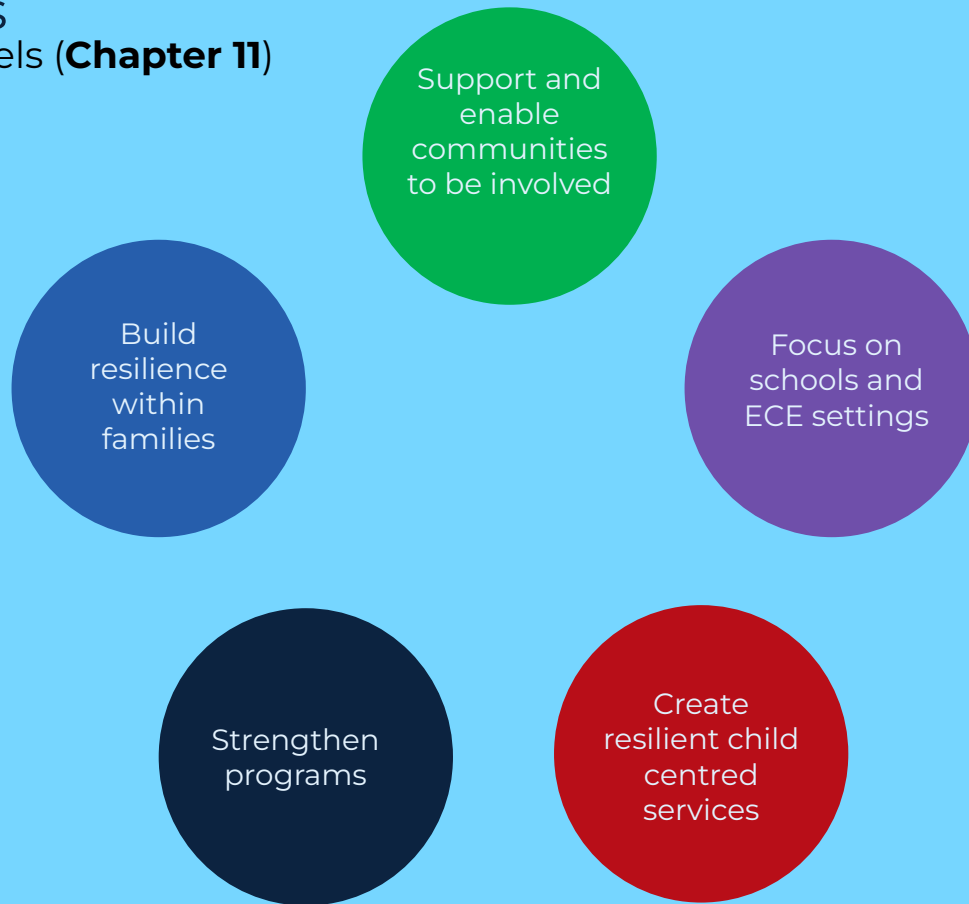 (Chapter 11)
Support and
enable
communities
to be involved
Build
resilience
within
families
Focus on
schools and
ECE settings
Strengthen
programs
Create
resilient child
centred
services